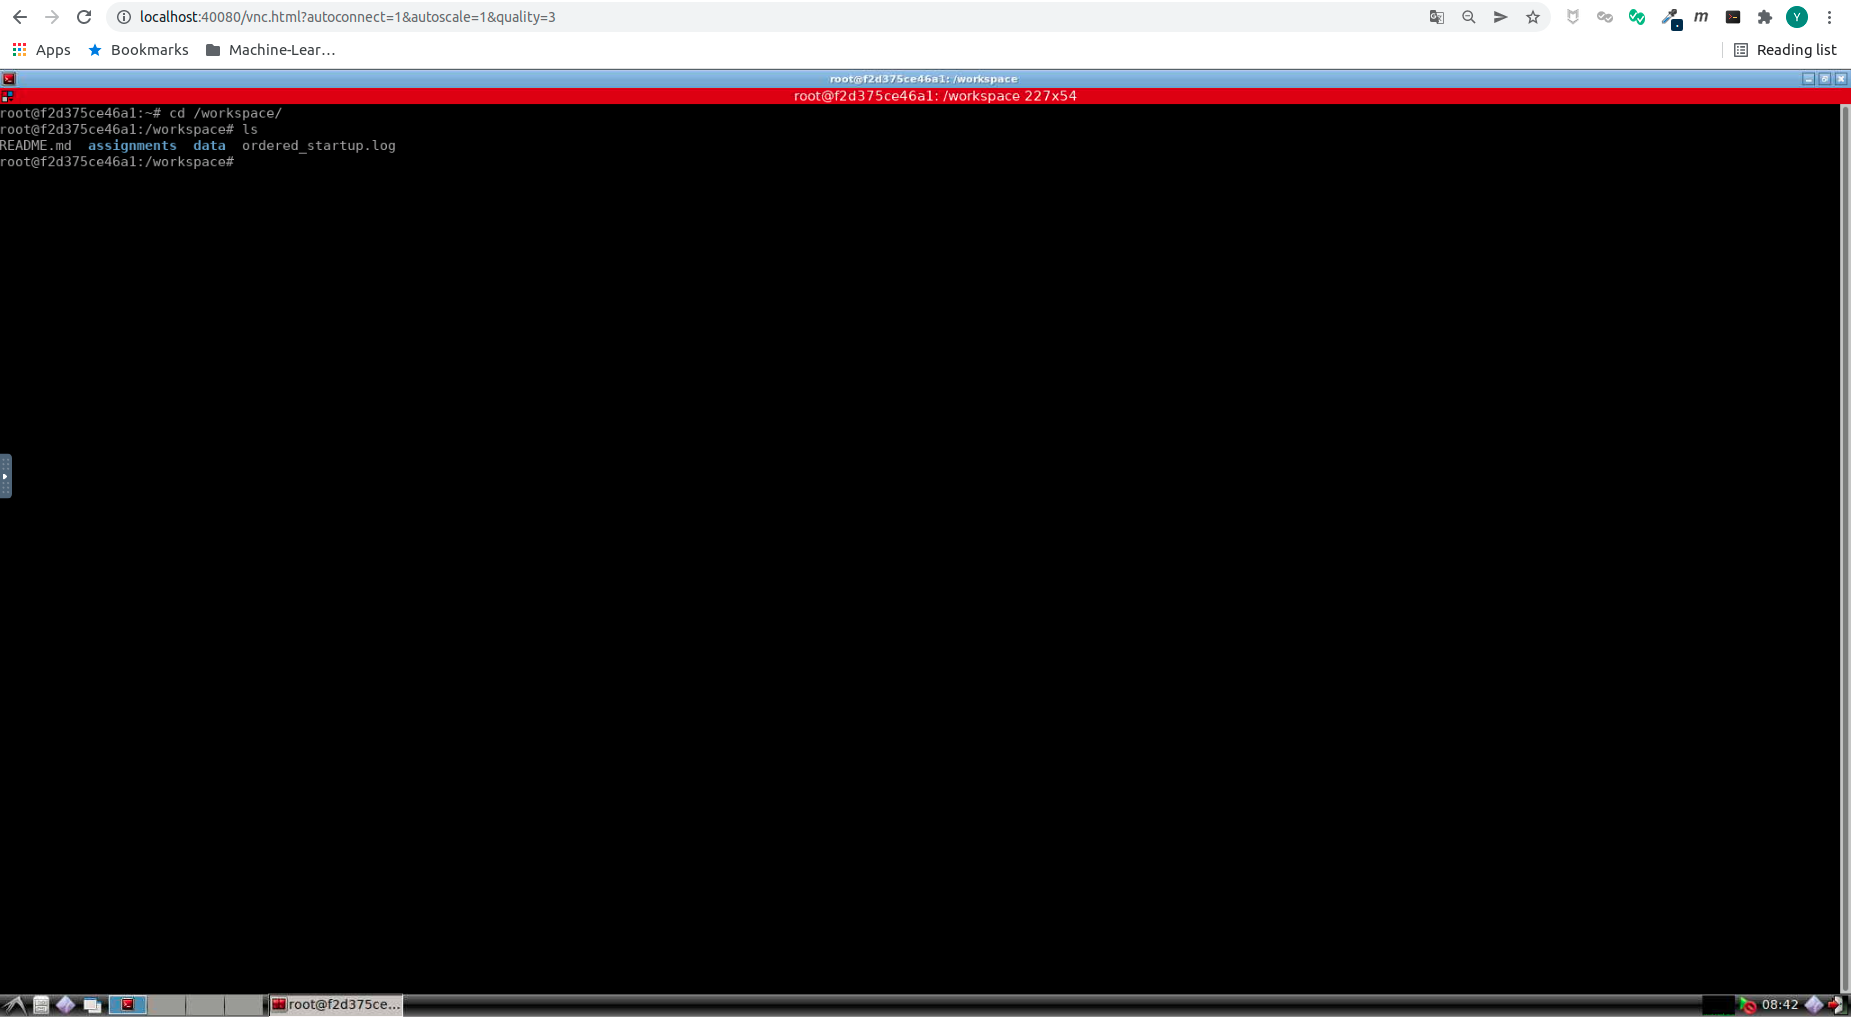 localhost:40080/vnc.html?autoconnect=1&autoscale=1&quality=3
Y
Apps Bookmarks Machine-Lear… Reading list
root@f2d375ce46a1: /workspace
root@f2d375ce46a1: /workspace 227x54
root@f2d375ce46a1:~# cd /workspace/
root@f2d375ce46a1:/workspace# ls
README.md assignments data ordered_startup.log
root@f2d375ce46a1:/workspace#
root@f2d375ce... 08:42